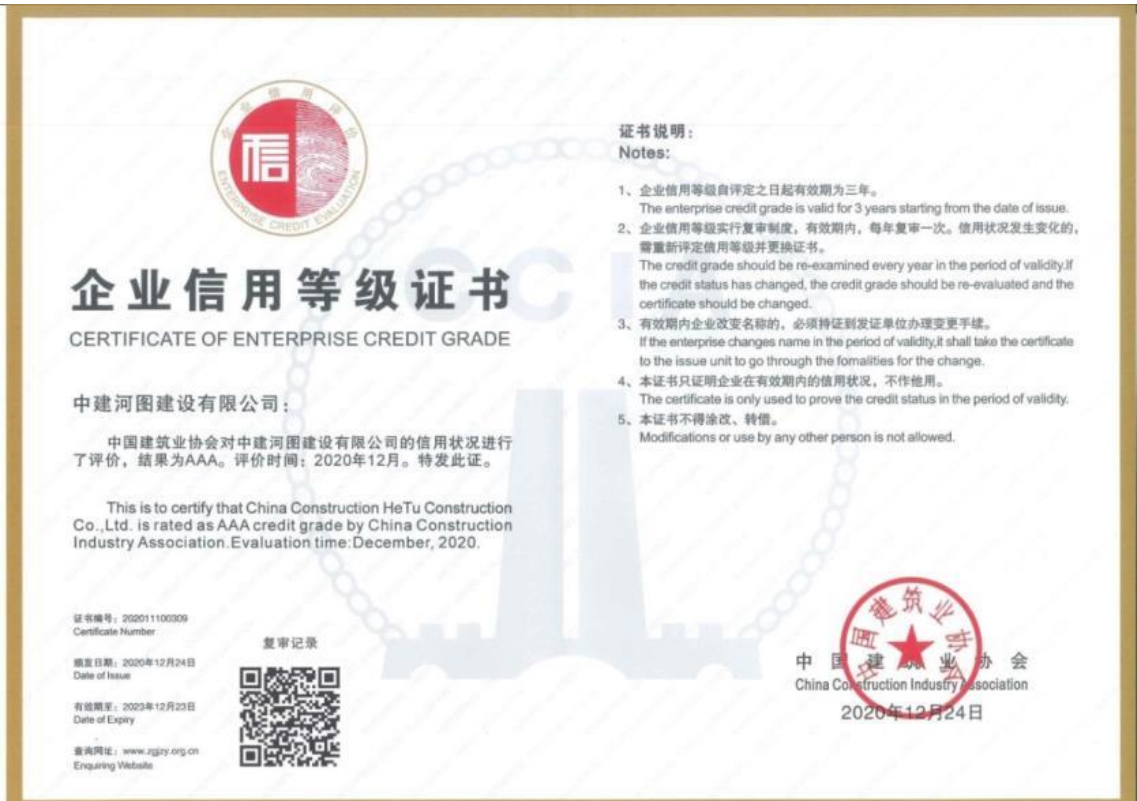 企业信用评价
信
ENTERPRISE CREDIT EVALUATION
企业信用等级证书
CERTIFICATE OF ENTERPRISE CREDIT GRADE
中建河图建设有限公司：
中国建筑业协会对中建河图建设有限公司的信用状况进行
了评价，结果为AAA。评价时间：2020年12月。特发此证。
This is to certify that China Construction HeTu Construction
Co.,Ltd. is rated as AAA credit grade by China Construction
Industry Association.Evaluation time:December, 2020.
证书编号：202011100309
Certificate Number
颁发日期：2020年12月24日
Date of Issue
有效期至：2023年12月23日
Date of Expiry
查询网址：www.zgjzy.org.cn
Enquiring Website
复审记录
CCIA
证书说明：
Notes:
1、企业信用等级自评定之日起有效期为三年。
The enterprise credit grade is valid for 3 years starting from the date of issue.
2、企业信用等级实行复审制度，有效期内，每年复审一次。信用状况发生变化的，
需重新评定信用等级并更换证书。
The credit grade should be re-examined every year in the period of validity.If
the credit status has changed, the credit grade should be re-evaluated and the
certificate should be changed.
3、有效期内企业改变名称的，必须持证到发证单位办理变更手续。
If the enterprise changes name in the period of validity,it shall take the certificate
to the issue unit to go through the fomalities for the change.
4、本证书只证明企业在有效期内的信用状况，不作他用。
The certificate is only used to prove the credit status in the period of validity.
5、本证书不得涂改、转借。
Modifications or use by any other person is not allowed.
中国建筑业协会
中国建筑业协会
China Construction Industry Association
2020年12月24日